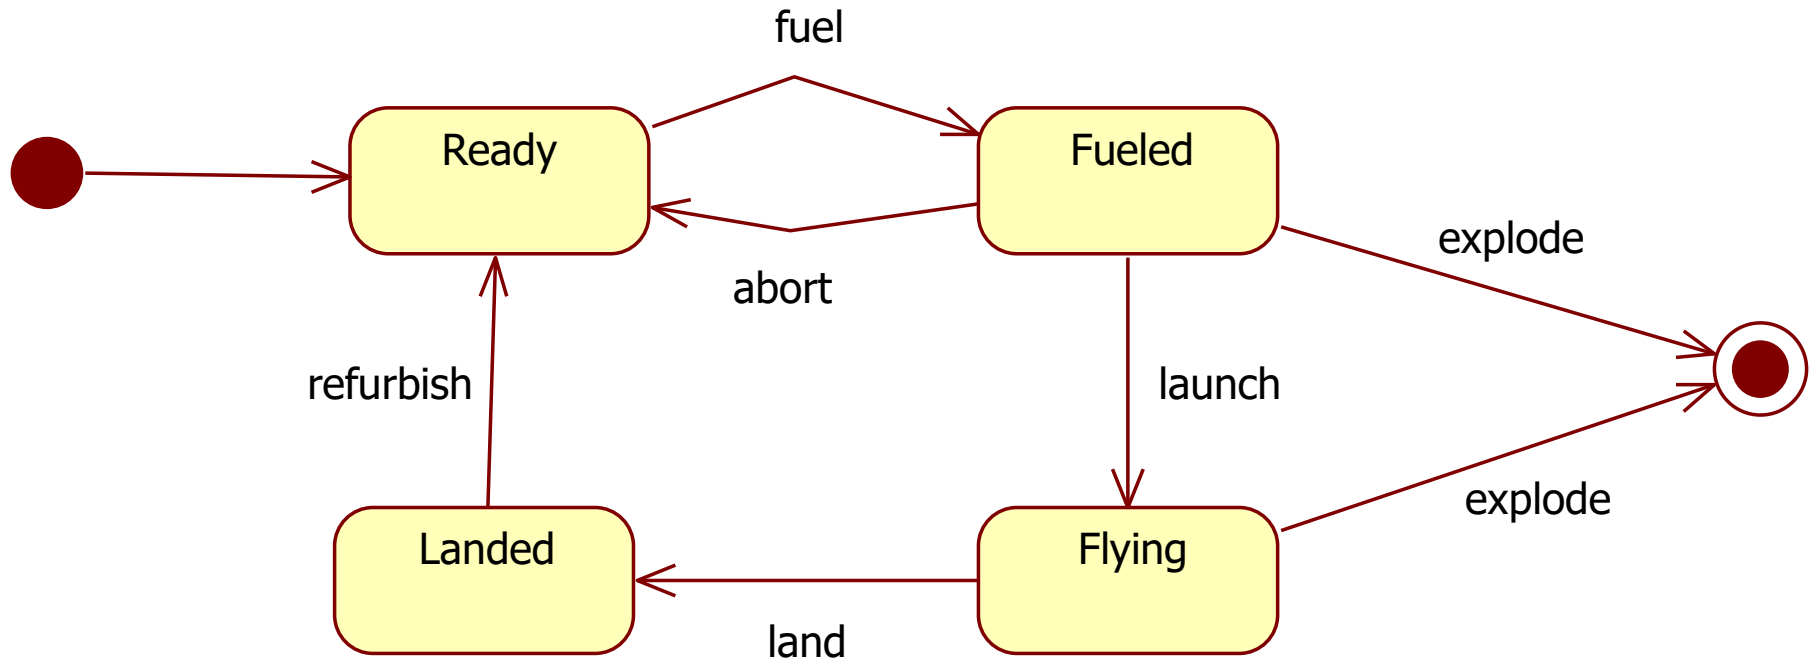 fuel
Ready
Fueled
explode
abort
refurbish
launch
explode
Landed
Flying
land